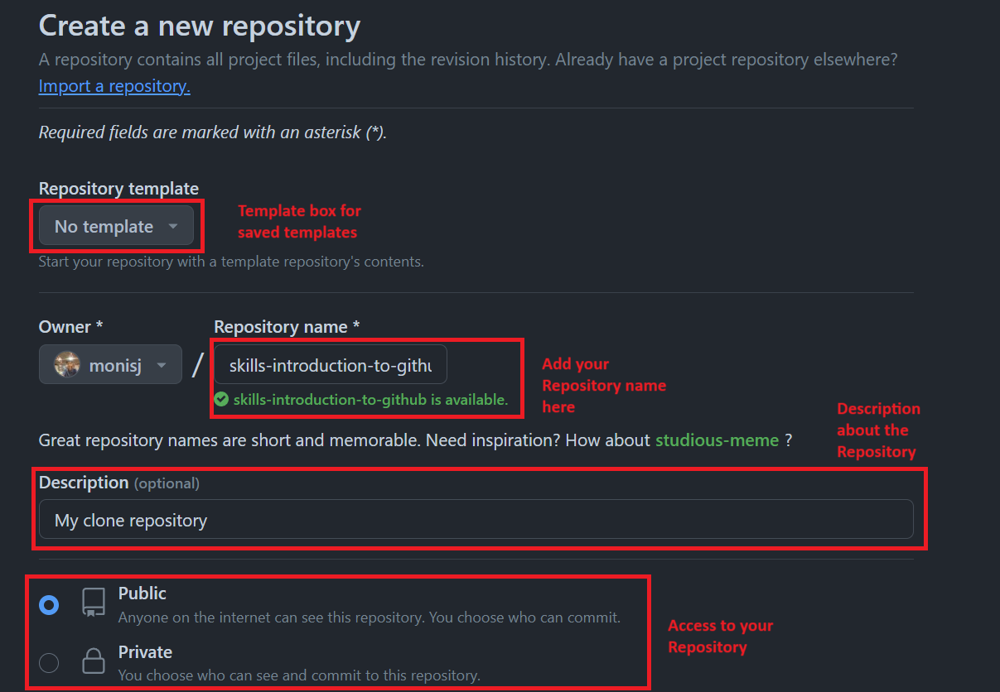 Create a new repository
A repository contains all project files, including the revision history. Already have a project repository elsewhere?
Import a repository.
Required fields are marked with an asterisk (*).
Repository template
No template
Template box for
saved templates
Start your repository with a template repository's contents.
Owner *
Repository name *
monisj
/
skills-introduction-to-githu
skills-introduction-to-github is available.
Add your
Repository name
here
Great repository names are short and memorable. Need inspiration? How about studious-meme ?
Description
about the
Repository
Description (optional)
My clone repository
Public
Anyone on the internet can see this repository. You choose who can commit.
Private
You choose who can see and commit to this repository.
Access to your
Repository